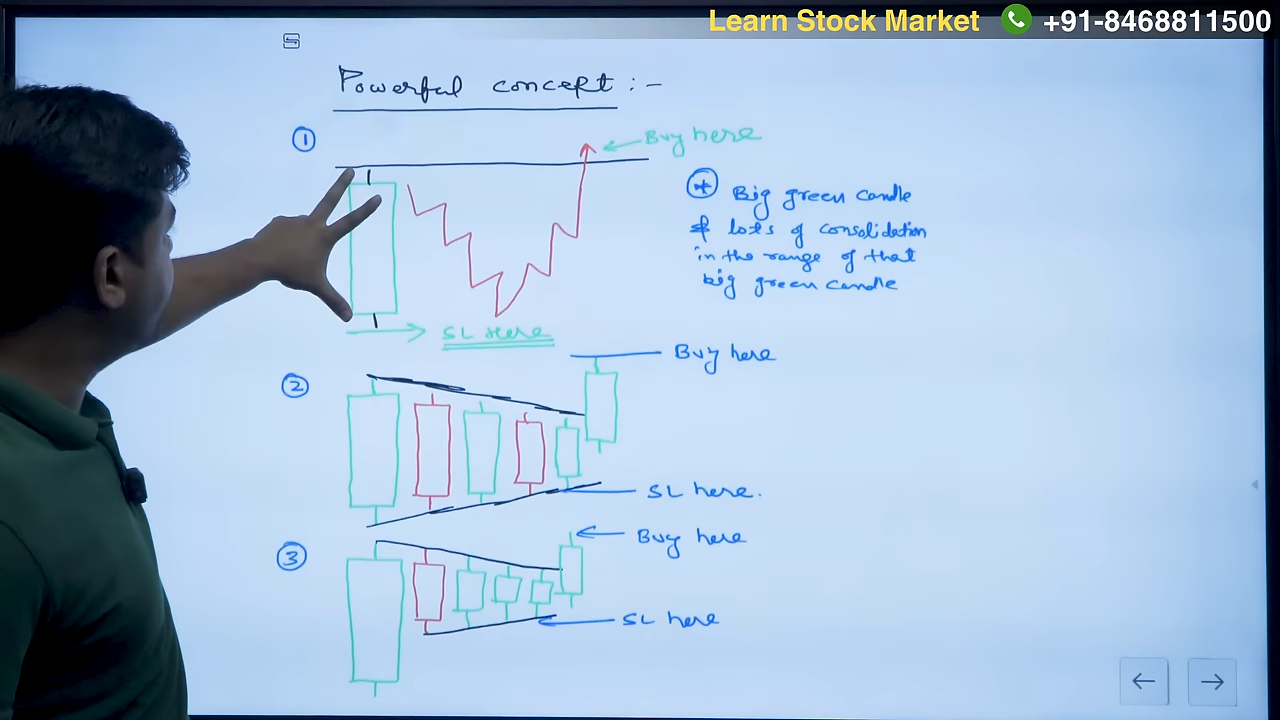 Learn Stock Market +91-8468811500
Powerful concept :-
①
Buy here
* Big green candle
& lots of consolidation
in the range of that
big green candle
SL Here
②
Buy here
SL here.
③
Buy here
SL here